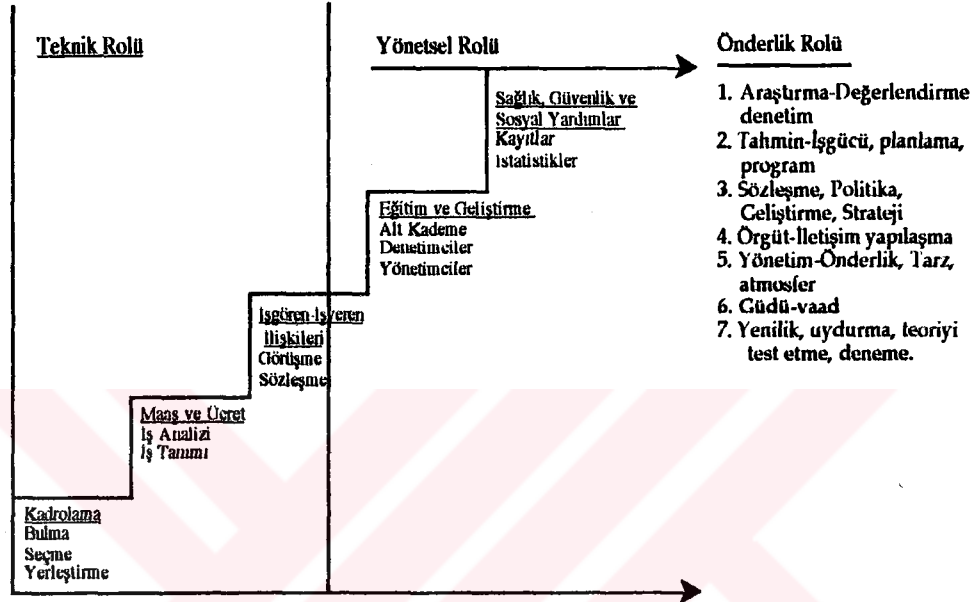 Teknik Rolü
Yönetsel Rolü
Önderlik Rolü
1. Araştırma-Değerlendirme
denetim
2. Tahmin-İşgücü, planlama,
program
3. Sözleşme, Politika,
Geliştirme, Strateji
4. Örgüt-İletişim yapılaşma
5. Yönetim-Önderlik, Tarz,
atmosfer
6. Güdü-vaad
7. Yenilik, uydurma, teoriyi
test etme, deneme.
Sağlık, Güvenlik ve
Sosyal Yardımlar
Kayıtlar
İstatistikler
Eğitim ve Geliştirme
Alt Kademe
Denetimciler
Yönetimciler
İşgören-İşveren
İlişkileri
Görüşme
Sözleşme
Maaş ve Ücret
İş Analizi
İş Tanımı
Kadrolama
Bulma
Seçme
Yerleştirme